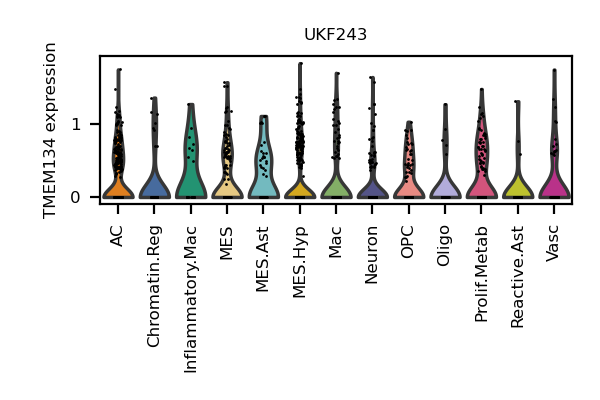 UKF243
TMEM134 expression
1
0
AC
Chromatin.Reg
Inflammatory.Mac
MES
MES.Ast
MES.Hyp
Mac
Neuron
OPC
Oligo
Prolif.Metab
Reactive.Ast
Vasc